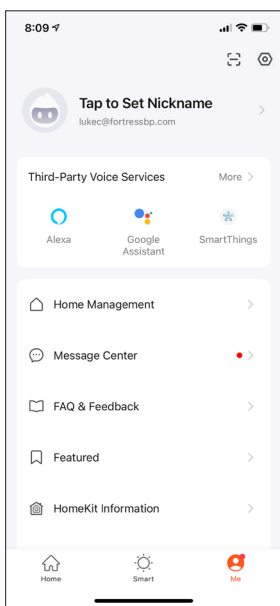 8:09
Tap to Set Nickname
lukec@fortressbp.com
Third-Party Voice Services
More
Alexa
Google
Assistant
SmartThings
Home Management
Message Center
FAQ & Feedback
Featured
HomeKit Information
Home
Smart
Me